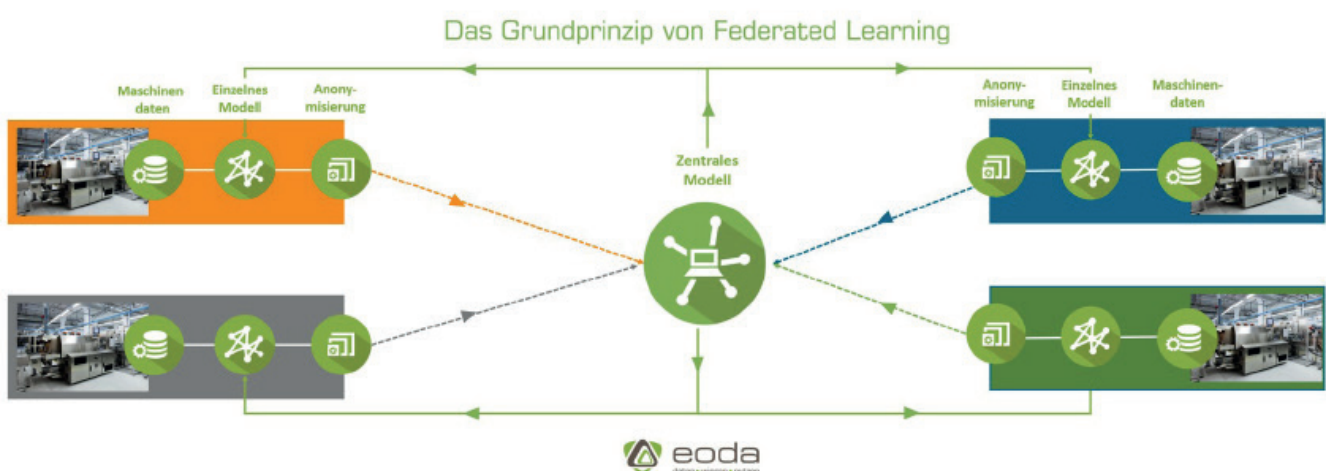 Das Grundprinzip von Federated Learning
Maschinen
daten
Einzelnes
Modell
Anony-
misierung
Zentrales
Modell
Anony-
misierung
Einzelnes
Modell
Maschinen-
daten
eoda